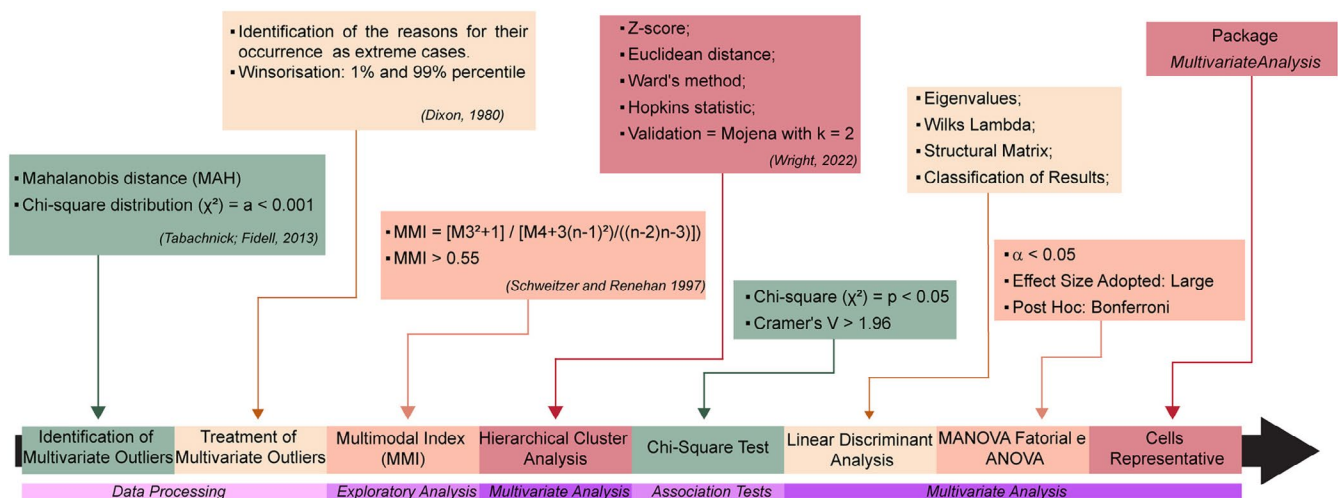 ▪ Identification of the reasons for their
occurrence as extreme cases.
▪ Winsorisation: 1% and 99% percentile
(Dixon, 1980)
▪ Z-score;
▪ Euclidean distance;
▪ Ward's method;
▪ Hopkins statistic;
▪ Validation = Mojena with k = 2
(Wright, 2022)
Package
MultivariateAnalysis
▪ Eigenvalues;
▪ Wilks Lambda;
▪ Structural Matrix;
▪ Classification of Results;
▪ Mahalanobis distance (MAH)
▪ Chi-square distribution (χ²) = a < 0.001
(Tabachnick; Fidell, 2013)
▪ MMI = [M3²+1] / [M4+3(n-1)²)/((n-2)n-3)])
▪ MMI > 0.55
(Schweitzer and Renehan 1997)
▪ Chi-square (χ²) = p < 0.05
▪ Cramer's V > 1.96
▪ α < 0.05
▪ Effect Size Adopted: Large
▪ Post Hoc: Bonferroni
Identification of
Multivariate Outliers
Treatment of
Multivariate Outliers
Multimodal Index
(MMI)
Hierarchical Cluster
Analysis
Chi-Square Test
Linear Discriminant
Analysis
MANOVA Fatorial e
ANOVA
Cells
Representative
Data Processing
Exploratory Analysis
Multivariate Analysis
Association Tests
Multivariate Analysis